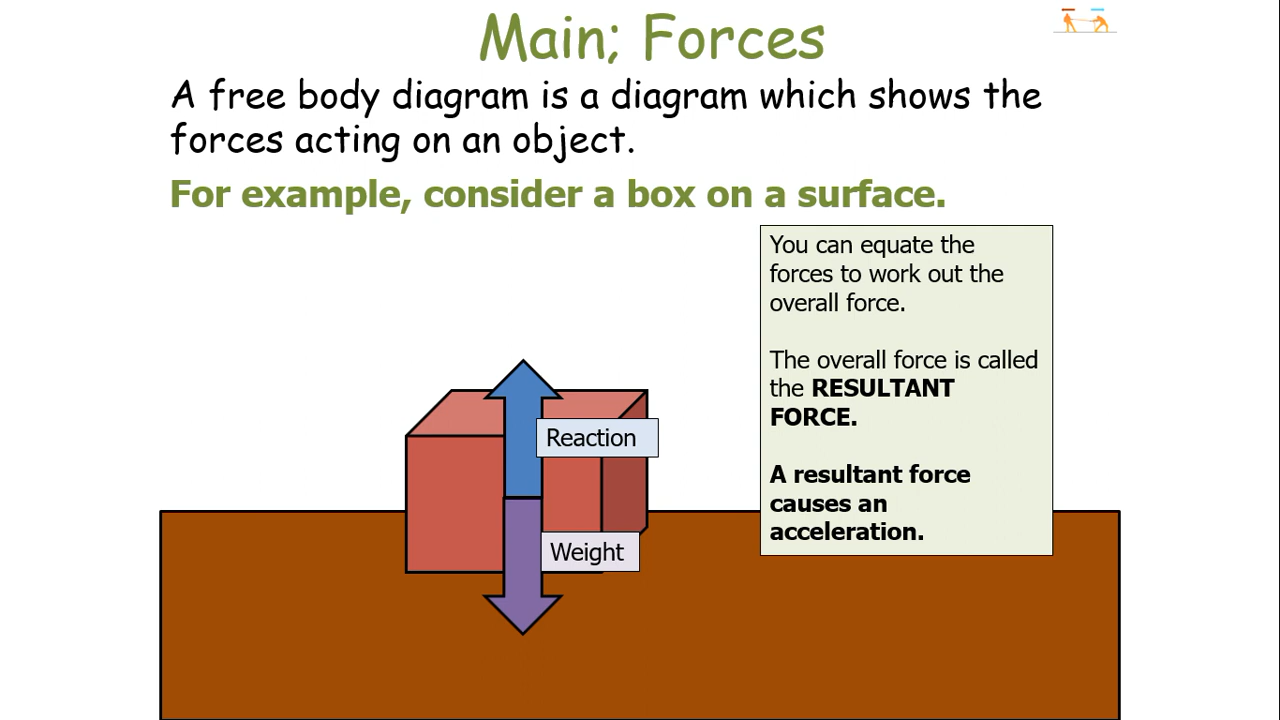 Main; Forces
A free body diagram is a diagram which shows the
forces acting on an object.
For example, consider a box on a surface.
You can equate the
forces to work out the
overall force.
The overall force is called
the RESULTANT
FORCE.
A resultant force
causes an
acceleration.
Reaction
Weight